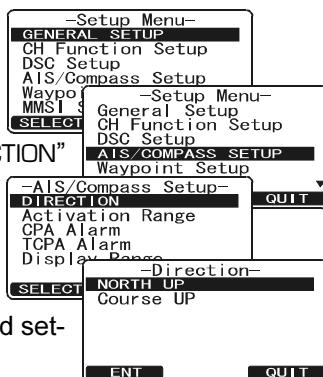 –Setup Menu–
GENERAL SETUP
CH Function Setup
DSC Setup
AIS/Compass Setup
SELECT
–Setup Menu–
General Setup
CH Function Setup
DSC Setup
AIS/COMPASS SETUP
Waypoint Setup
QUIT
CTION"
–AIS/Compass Setup–
DIRECTION
Activation Range
CPA Alarm
TCPA Alarm
Display Range
SELECT
–Direction–
NORTH UP
Course UP
ENT QUIT
d set-